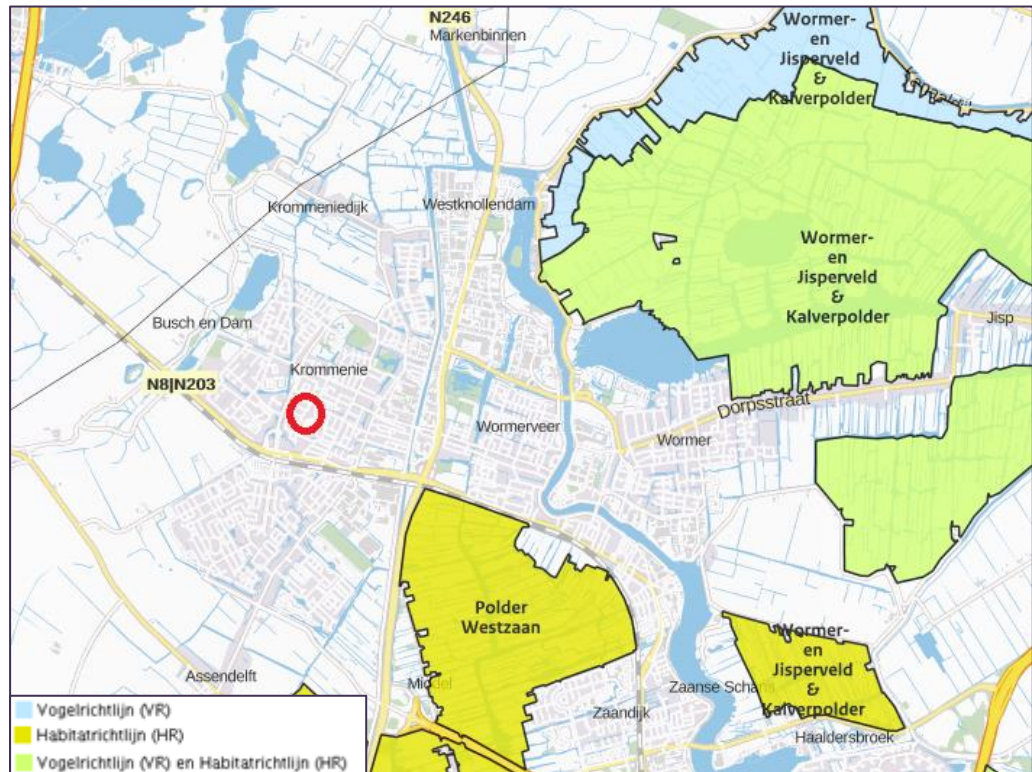 N246
Markenbinnen
Wormer-
en
Jisperveld
&
Kalverpolder
Krommeniedijk
Westknollendam
Wormer-
en
Jisperveld
&
Kalverpolder
Busch en Dam
Jisp
Krommenie
N8|N203
Dorpsstraat
Wormerveer
Wormer
Polder
Westzaan
Wormer-
en
Jisperveld
&
Kalverpolder
Assendelft
Middel
Zaanse Schans
Zaandijk
Haaldersbroek
Vogelrichtlijn (VR)
Habitatrichtlijn (HR)
Vogelrichtlijn (VR) en Habitatrichtlijn (HR)